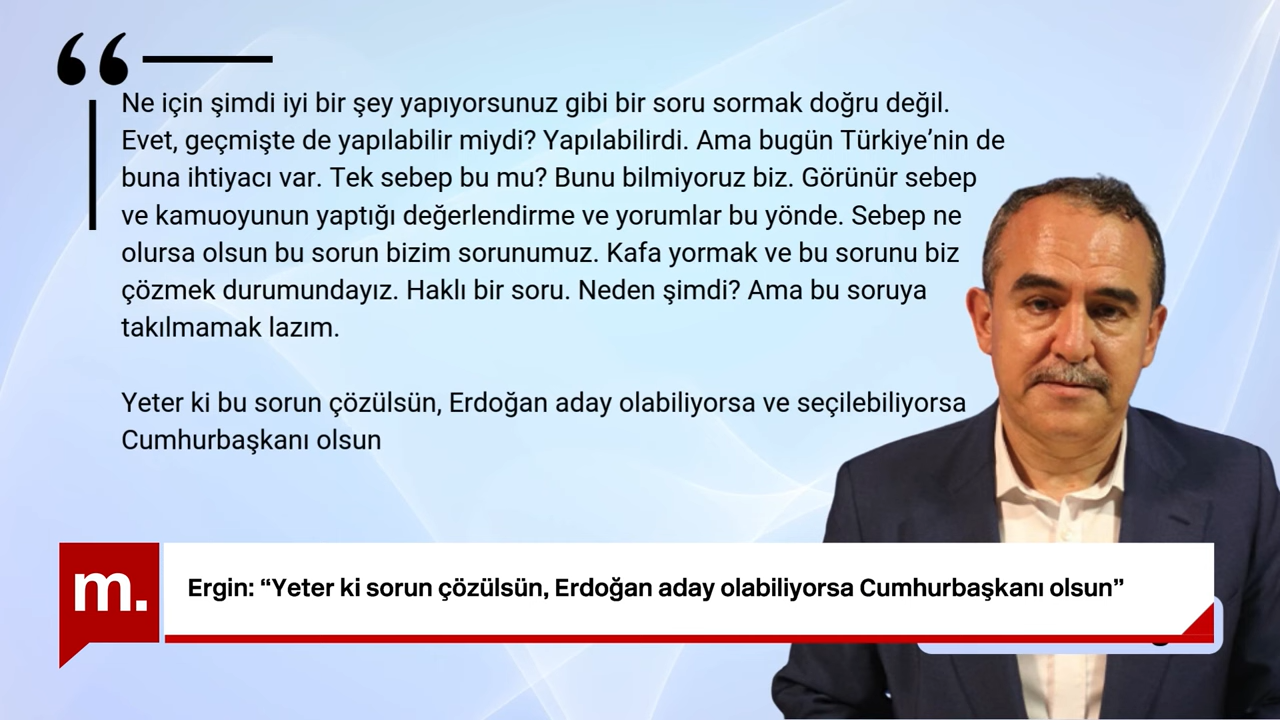 Ne için şimdi iyi bir şey yapıyorsunuz gibi bir soru sormak doğru değil.
Evet, geçmişte de yapılabilir miydi? Yapılabilirdi. Ama bugün Türkiye’nin de
buna ihtiyacı var. Tek sebep bu mu? Bunu bilmiyoruz biz. Görünür sebep
ve kamuoyunun yaptığı değerlendirme ve yorumlar bu yönde. Sebep ne
olursa olsun bu sorun bizim sorunumuz. Kafa yormak ve bu sorunu biz
çözmek durumundayız. Haklı bir soru. Neden şimdi? Ama bu soruya
takılmamak lazım.
Yeter ki bu sorun çözülsün, Erdoğan aday olabiliyorsa ve seçilebiliyorsa
Cumhurbaşkanı olsun
m.
Ergin: “Yeter ki sorun çözülsün, Erdoğan aday olabiliyorsa Cumhurbaşkanı olsun”